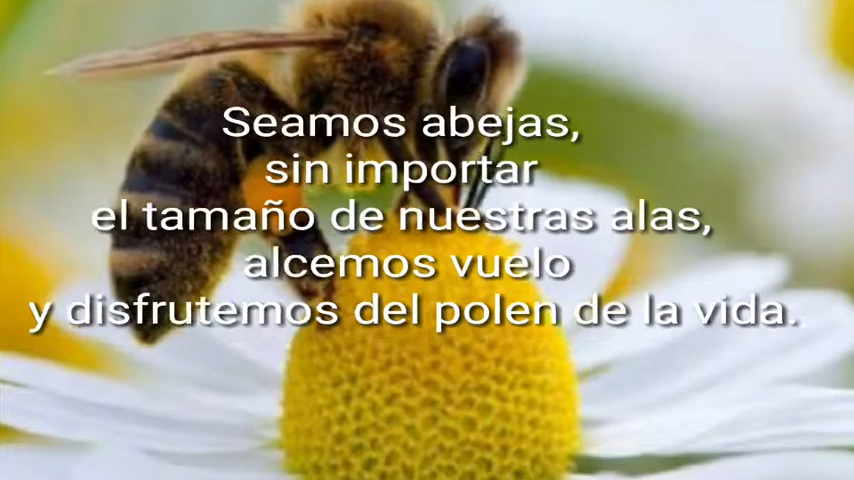 Seamos abejas,
sin importar
el tamaño de nuestras alas,
alcemos vuelo
y disfrutemos del polen de la vida.